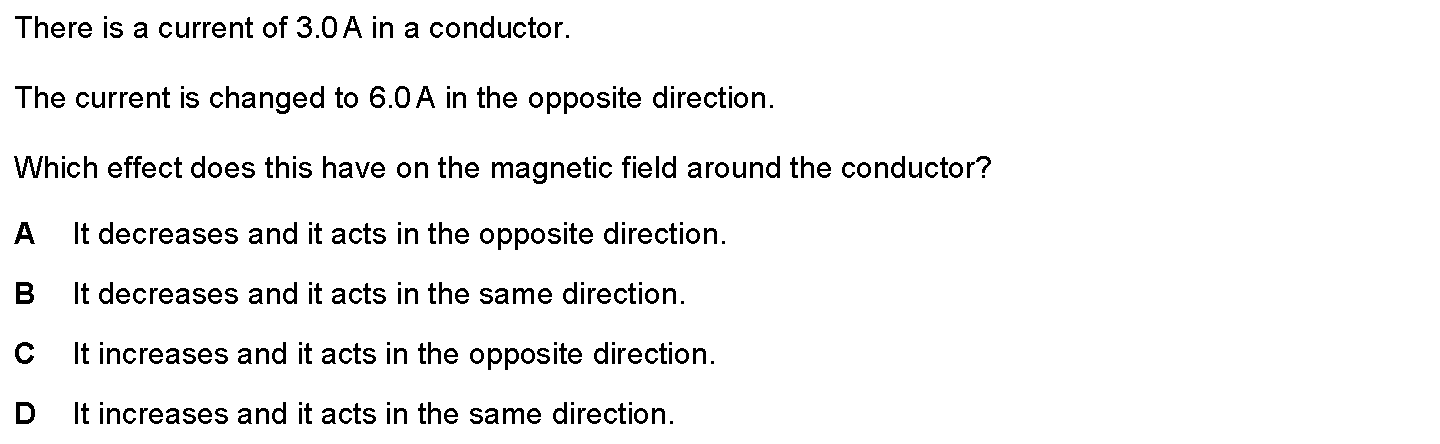 There is a current of 3.0 A in a conductor.
The current is changed to 6.0 A in the opposite direction.
Which effect does this have on the magnetic field around the conductor?
A It decreases and it acts in the opposite direction.
B It decreases and it acts in the same direction.
C It increases and it acts in the opposite direction.
D It increases and it acts in the same direction.